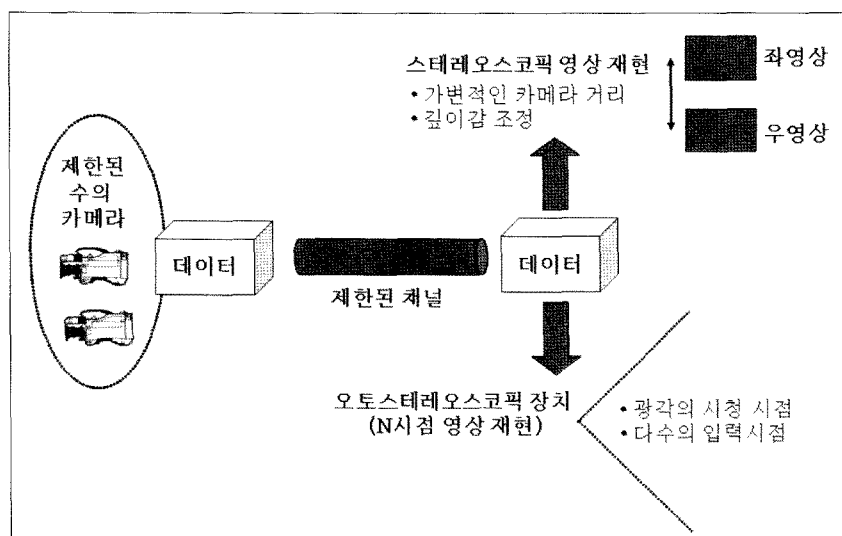 스테레오스코픽 영상 재현
• 가변적인 카메라 거리
• 깊이감 조정
좌영상
우영상
제한된
수의
카메라
데이터
제한된 채널
데이터
오토스테레오스코픽 장치
(N시점 영상 재현)
• 광각의 시청 시점
• 다수의 입력시점